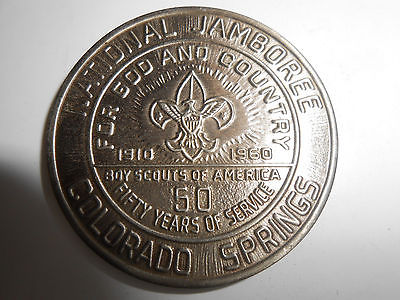 NATIONAL JAMBOREE
FOR GOD AND COUNTRY
1910 1960
BOY SCOUTS OF AMERICA
50
FIFTY YEARS OF SERVICE
COLORADO SPRINGS